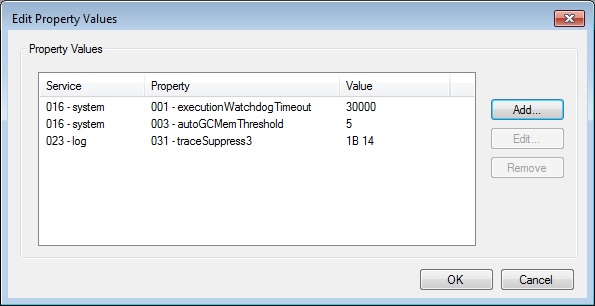 Edit Property Values
Property Values
Service Property Value
016 - system 001 - executionWatchdogTimeout 30000
016 - system 003 - autoGCMemThreshold 5
023 - log 031 - traceSuppress3 1B 14
Add...
Edit...
Remove
OK Cancel